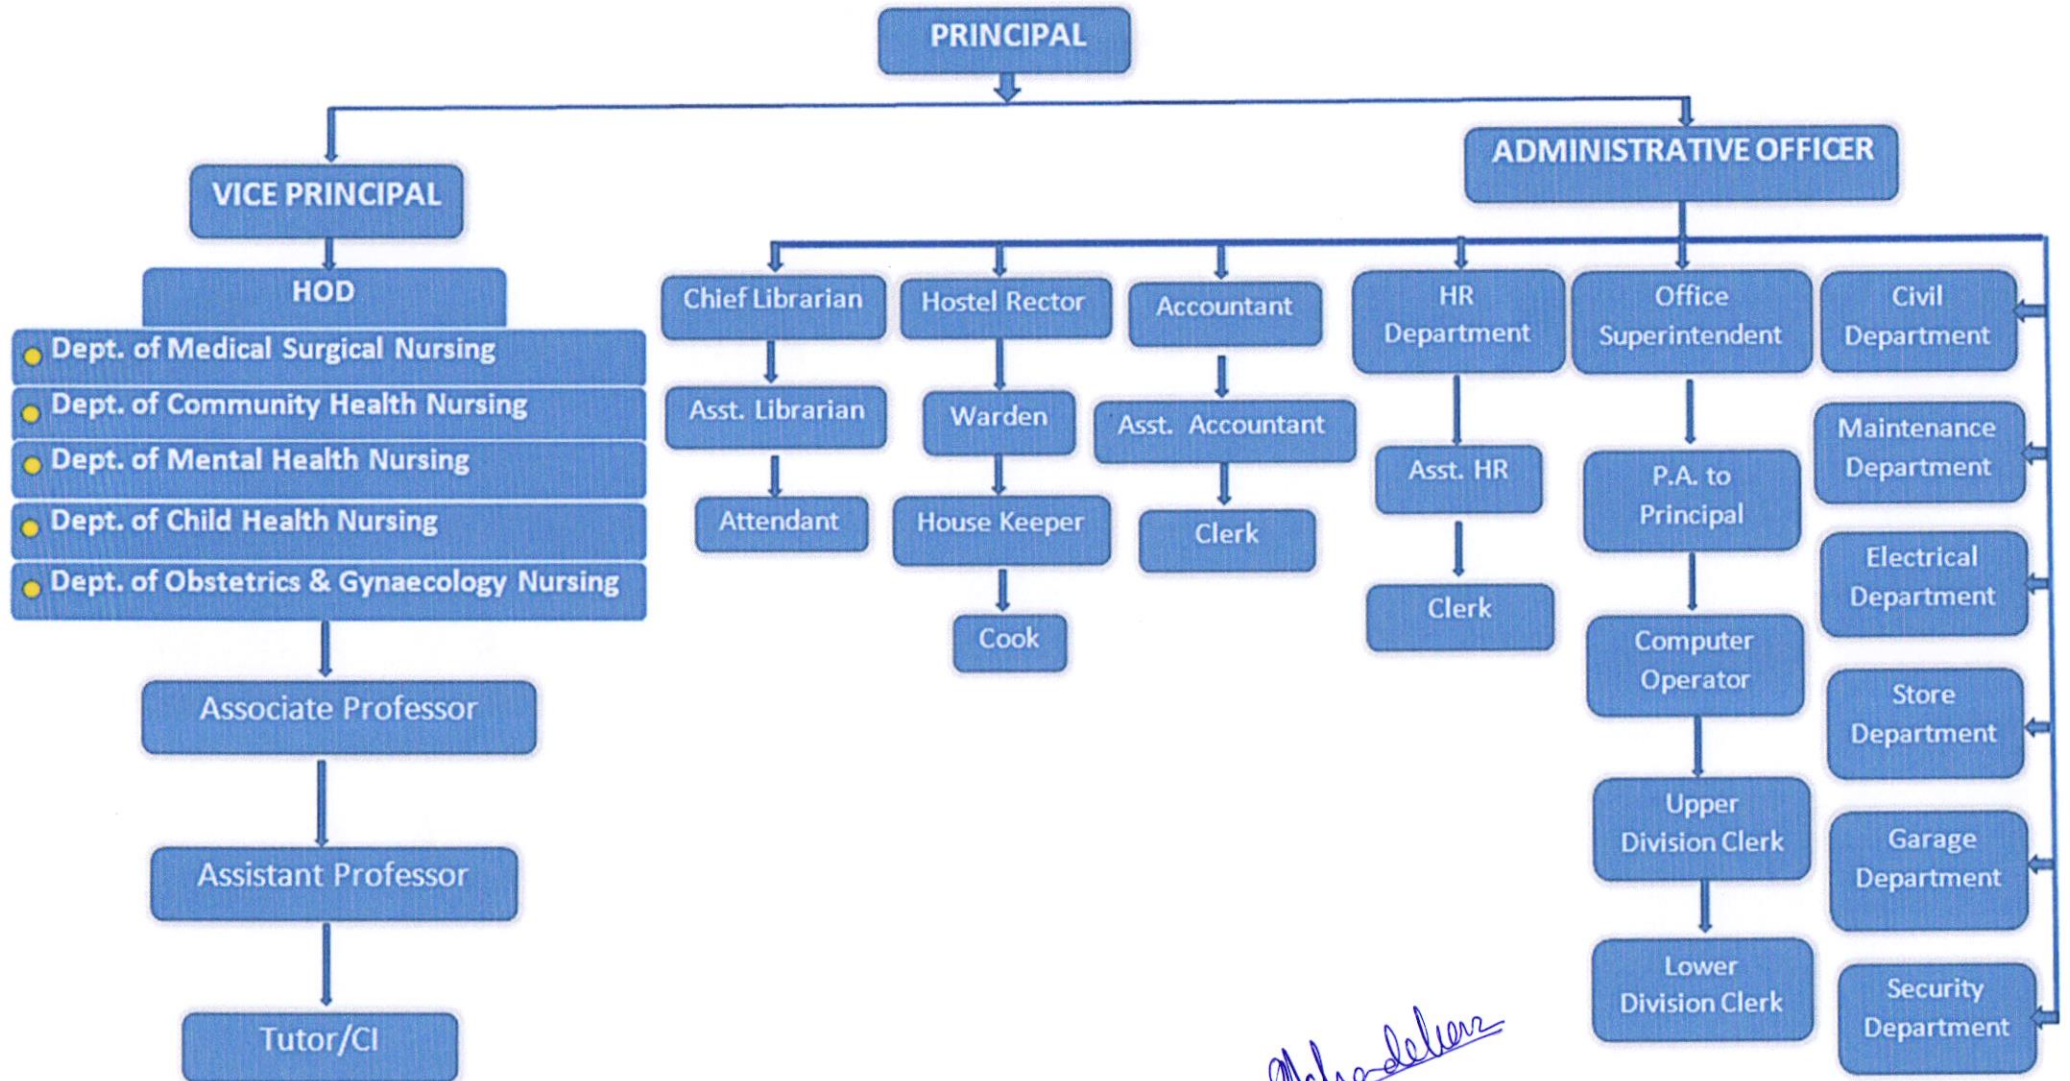 PRINCIPAL
ADMINISTRATIVE OFFICER
VICE PRINCIPAL
HOD
Dept. of Medical Surgical Nursing
Dept. of Community Health Nursing
Dept. of Mental Health Nursing
Dept. of Child Health Nursing
Dept. of Obstetrics & Gynaecology Nursing
Associate Professor
Assistant Professor
Tutor/CI
Chief Librarian
Asst. Librarian
Attendant
Hostel Rector
Warden
House Keeper
Cook
Accountant
Asst. Accountant
Clerk
HR
Department
Asst. HR
Clerk
Office
Superintendent
P.A. to
Principal
Computer
Operator
Upper
Division Clerk
Lower
Division Clerk
Civil
Department
Maintenance
Department
Electrical
Department
Store
Department
Garage
Department
Security
Department